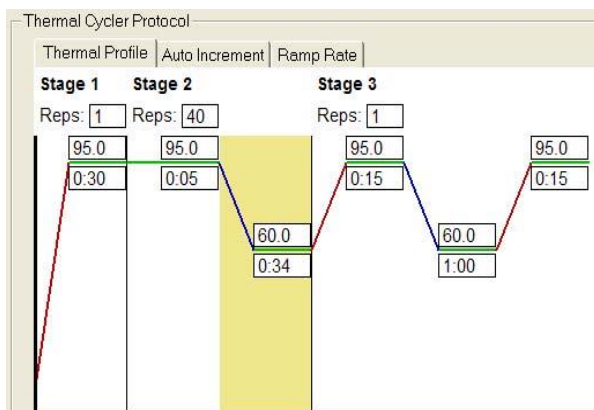 Thermal Cycler Protocol
Thermal Profile Auto Increment Ramp Rate
Stage 1 Stage 2 Stage 3
Reps: 1 Reps: 40 Reps: 1
95.0 95.0 95.0 95.0
0:30 0:05 0:15 0:15
60.0 60.0
0:34 1:00